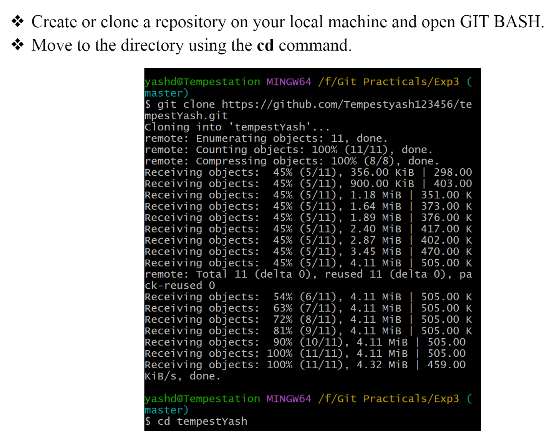 ❖ Create or clone a repository on your local machine and open GIT BASH.
❖ Move to the directory using the cd command.
yashd@Tempestation MINGW64 /f/Git Practicals/Exp3 (
master)
$ git clone https://github.com/Tempestyash123456/te
mpestYash.git
Cloning into 'tempestYash'...
remote: Enumerating objects: 11, done.
remote: Counting objects: 100% (11/11), done.
remote: Compressing objects: 100% (8/8), done.
Receiving objects:  45% (5/11), 356.00 KiB | 298.00
Receiving objects:  45% (5/11), 900.00 KiB | 403.00
Receiving objects:  45% (5/11), 1.18 MiB | 351.00 K
Receiving objects:  45% (5/11), 1.64 MiB | 373.00 K
Receiving objects:  45% (5/11), 1.89 MiB | 376.00 K
Receiving objects:  45% (5/11), 2.40 MiB | 417.00 K
Receiving objects:  45% (5/11), 2.87 MiB | 402.00 K
Receiving objects:  45% (5/11), 3.45 MiB | 470.00 K
Receiving objects:  45% (5/11), 4.11 MiB | 505.00 K
remote: Total 11 (delta 0), reused 11 (delta 0), pa
ck-reused 0
Receiving objects:  54% (6/11), 4.11 MiB | 505.00 K
Receiving objects:  63% (7/11), 4.11 MiB | 505.00 K
Receiving objects:  72% (8/11), 4.11 MiB | 505.00 K
Receiving objects:  81% (9/11), 4.11 MiB | 505.00 K
Receiving objects:  90% (10/11), 4.11 MiB | 505.00
Receiving objects: 100% (11/11), 4.11 MiB | 505.00
Receiving objects: 100% (11/11), 4.32 MiB | 459.00
KiB/s, done.
yashd@Tempestation MINGW64 /f/Git Practicals/Exp3 (
master)
$ cd tempestYash